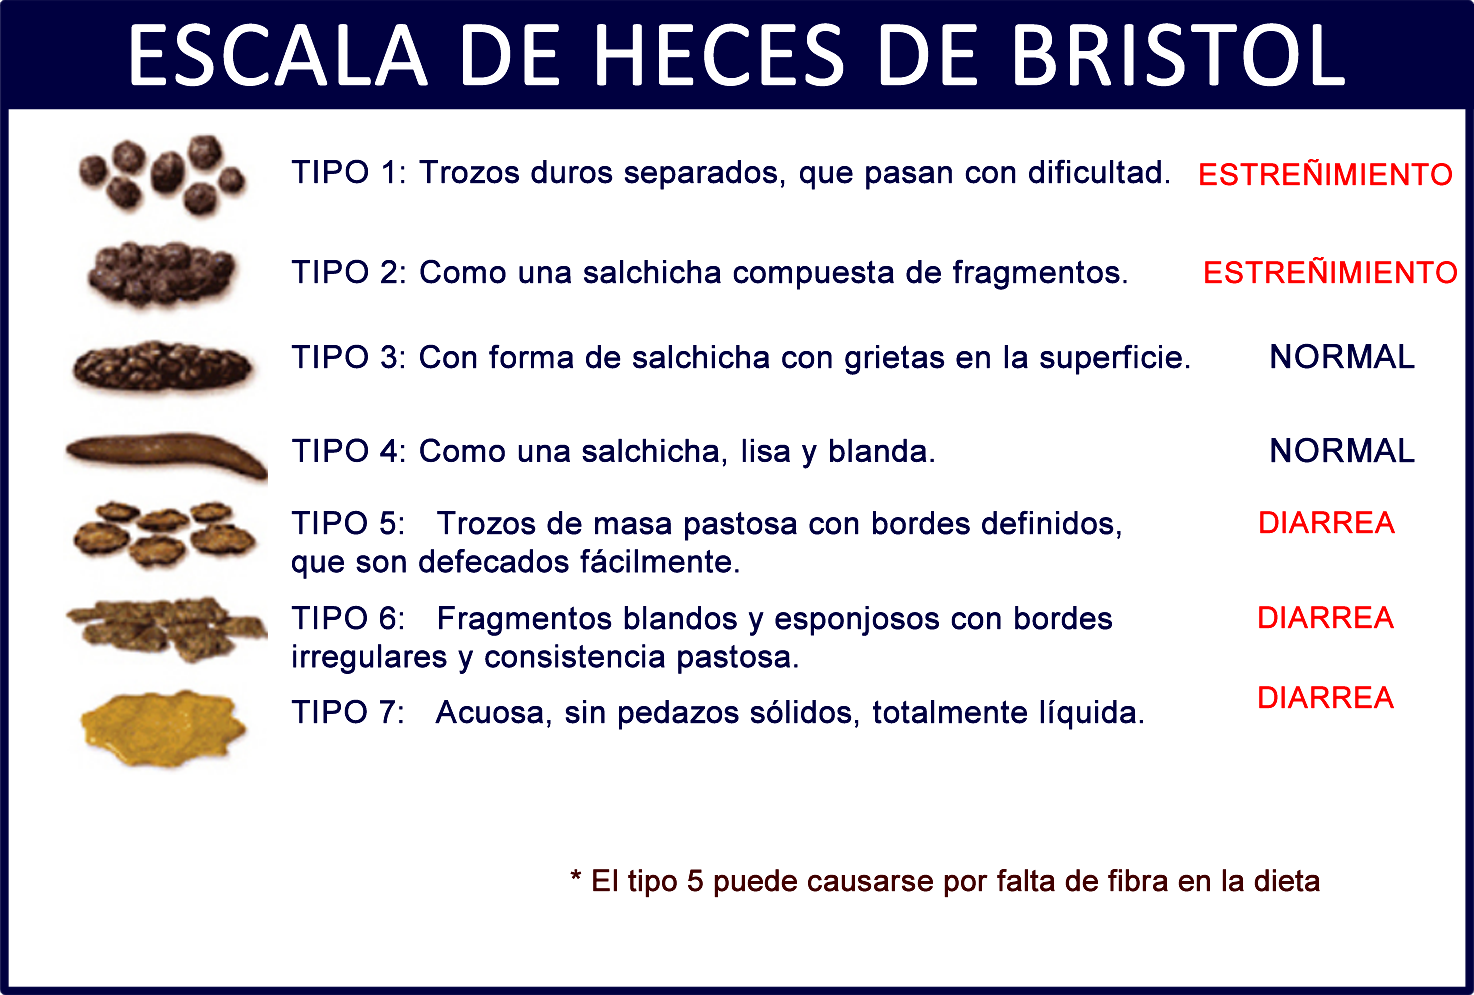 ESCALA DE HECES DE BRISTOL
TIPO 1: Trozos duros separados, que pasan con dificultad. ESTREÑIMIENTO
TIPO 2: Como una salchicha compuesta de fragmentos. ESTREÑIMIENTO
TIPO 3: Con forma de salchicha con grietas en la superficie. NORMAL
TIPO 4: Como una salchicha, lisa y blanda. NORMAL
TIPO 5: Trozos de masa pastosa con bordes definidos, DIARREA
que son defecados fácilmente.
TIPO 6: Fragmentos blandos y esponjosos con bordes DIARREA
irregulares y consistencia pastosa.
TIPO 7: Acuosa, sin pedazos sólidos, totalmente líquida. DIARREA
* El tipo 5 puede causarse por falta de fibra en la dieta